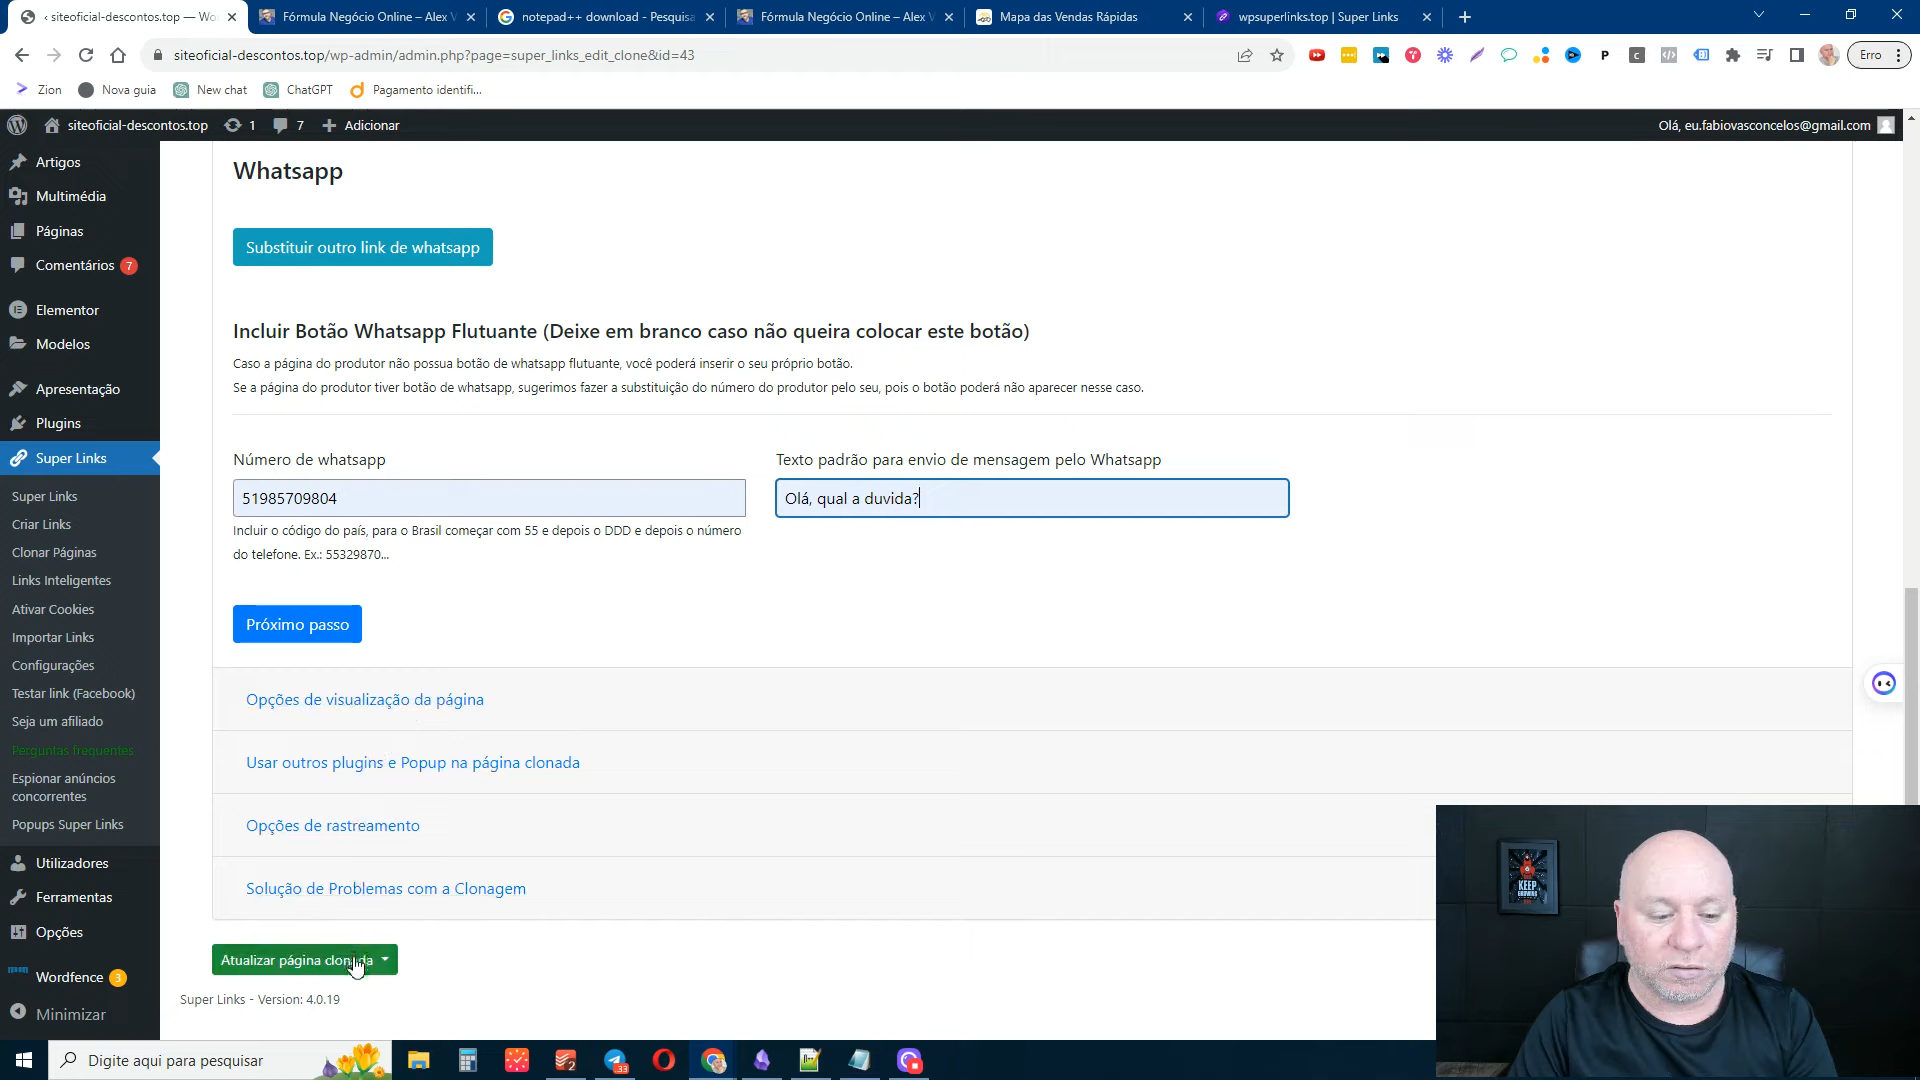 ‹ siteoficial-descontos.top — Wo
Fórmula Negócio Online – Alex V
notepad++ download - Pesquisa
Fórmula Negócio Online – Alex V
Mapa das Vendas Rápidas
wpsuperlinks.top | Super Links
siteoficial-descontos.top/wp-admin/admin.php?page=super_links_edit_clone&id=43
Erro
Zion
Nova guia
New chat
ChatGPT
Pagamento identifi...
siteoficial-descontos.top
1
7
Adicionar
Olá, eu.fabiovasconcelos@gmail.com
Artigos
Multimédia
Páginas
Comentários 7
Elementor
Modelos
Apresentação
Plugins
Super Links
Super Links
Criar Links
Clonar Páginas
Links Inteligentes
Ativar Cookies
Importar Links
Configurações
Testar link (Facebook)
Seja um afiliado
Perguntas frequentes
Espionar anúncios
concorrentes
Popups Super Links
Utilizadores
Ferramentas
Opções
Wordfence 3
Minimizar
Whatsapp
Substituir outro link de whatsapp
Incluir Botão Whatsapp Flutuante (Deixe em branco caso não queira colocar este botão)
Caso a página do produtor não possua botão de whatsapp flutuante, você poderá inserir o seu próprio botão.
Se a página do produtor tiver botão de whatsapp, sugerimos fazer a substituição do número do produtor pelo seu, pois o botão poderá não aparecer nesse caso.
Número de whatsapp
51985709804
Incluir o código do país, para o Brasil começar com 55 e depois o DDD e depois o número
do telefone. Ex.: 55329870...
Texto padrão para envio de mensagem pelo Whatsapp
Olá, qual a duvida?
Próximo passo
Opções de visualização da página
Usar outros plugins e Popup na página clonada
Opções de rastreamento
Solução de Problemas com a Clonagem
Atualizar página clonada
Super Links - Version: 4.0.19
KEEP
Digite aqui para pesquisar
2
33